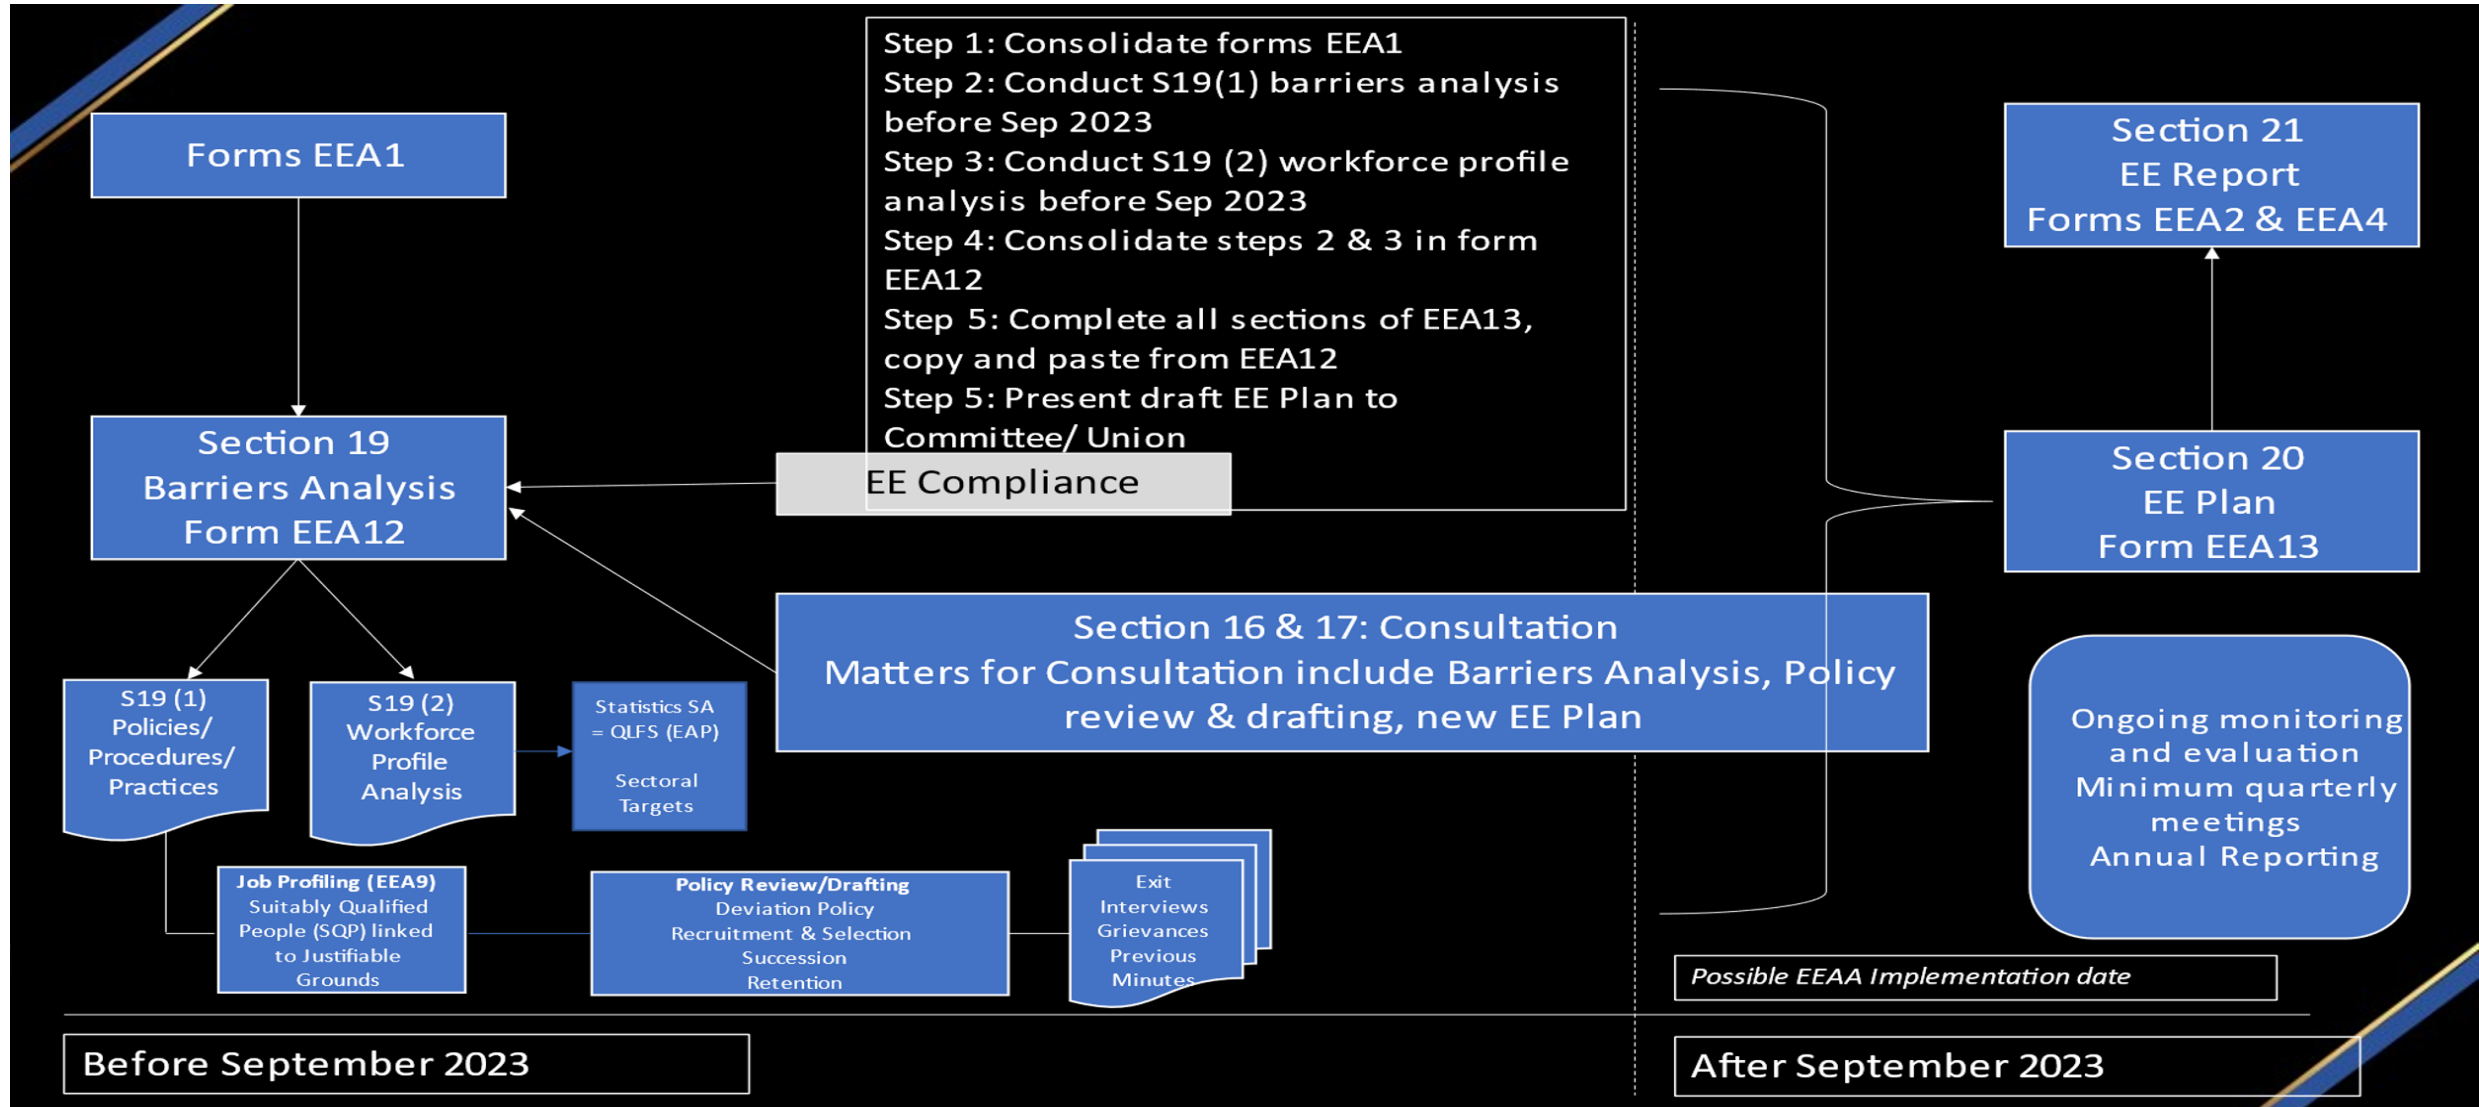 Forms EEA1
Section 19
Barriers Analysis
Form EEA12
S19 (1)
Policies/
Procedures/
Practices
S19 (2)
Workforce
Profile
Analysis
Statistics SA
= QLFS (EAP)
Sectoral
Targets
Job Profiling (EEA9)
Suitably Qualified
People (SQP) linked
to Justifiable
Grounds
Policy Review/Drafting
Deviation Policy
Recruitment & Selection
Succession
Retention
Exit
Interviews
Grievances
Previous
Minutes
Step 1: Consolidate forms EEA1
Step 2: Conduct S19(1) barriers analysis
before Sep 2023
Step 3: Conduct S19 (2) workforce profile
analysis before Sep 2023
Step 4: Consolidate steps 2 & 3 in form
EEA12
Step 5: Complete all sections of EEA13,
copy and paste from EEA12
Step 5: Present draft EE Plan to
Committee/ Union
EE Compliance
Section 16 & 17: Consultation
Matters for Consultation include Barriers Analysis, Policy
review & drafting, new EE Plan
Section 21
EE Report
Forms EEA2 & EEA4
Section 20
EE Plan
Form EEA13
Ongoing monitoring
and evaluation
Minimum quarterly
meetings
Annual Reporting
Possible EEAA Implementation date
Before September 2023
After September 2023